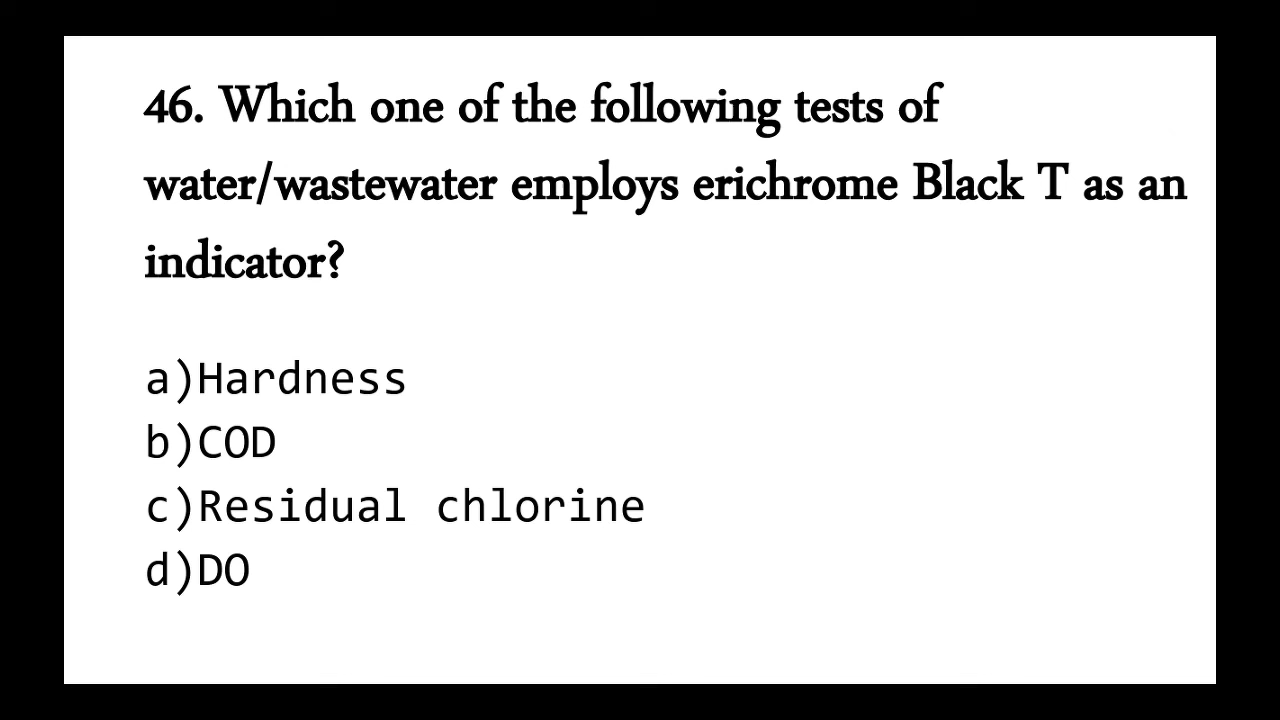 46. Which one of the following tests of
water/wastewater employs erichrome Black T as an
indicator?
a)Hardness
b)COD
c)Residual chlorine
d)DO